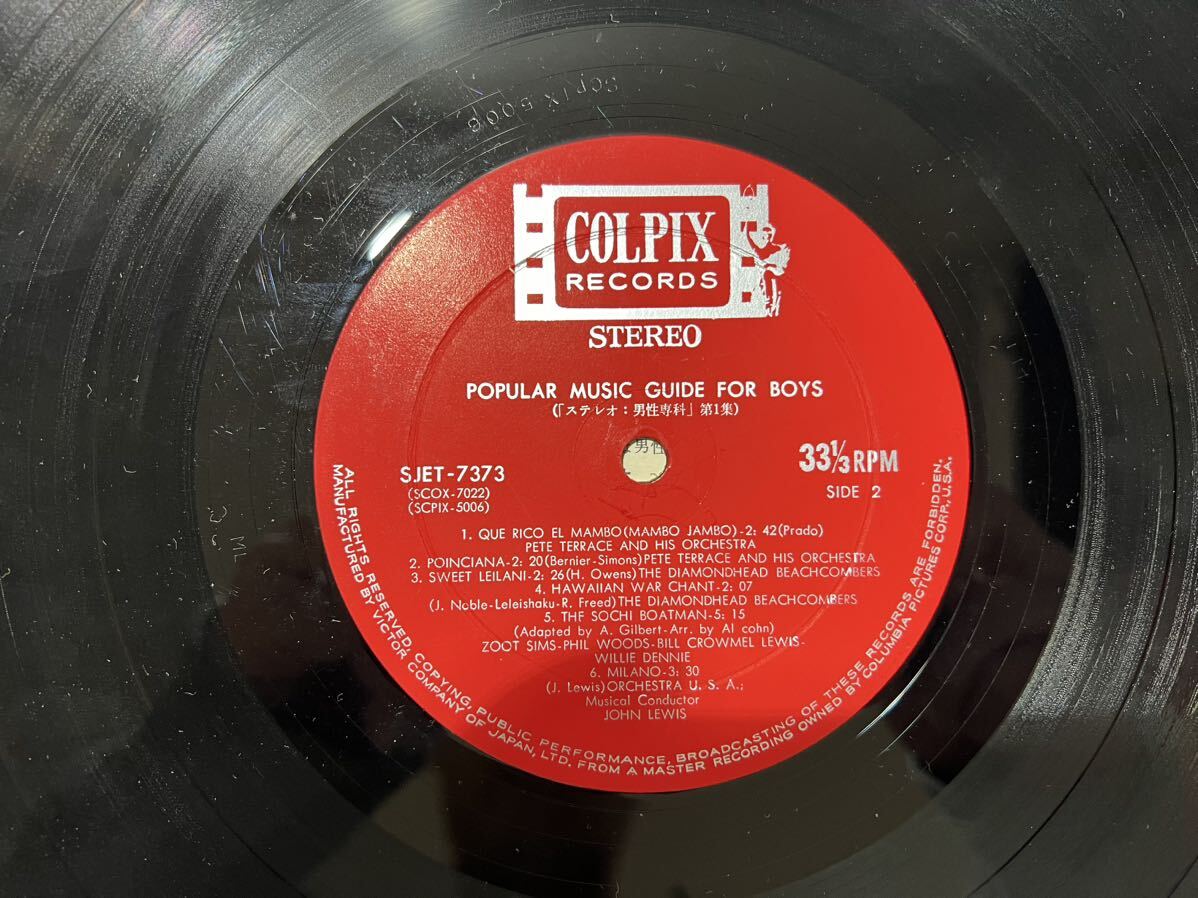 Scpix 5006
COLPIX
RECORDS
STEREO
POPULAR MUSIC GUIDE FOR BOYS
(「ステレオ：男性専科」第1集)
SJET-7373
(SCOX-7022)
(SCPIX-5006)
33⅓ RPM
SIDE 2
1. QUE RICO EL MAMBO(MAMBO JAMBO)-2: 42(Prado)
PETE TERRACE AND HIS ORCHESTRA
2. POINCIANA-2: 20(Bernier-Simons)PETE TERRACE AND HIS ORCHESTRA
3. SWEET LEILANI-2: 26(H. Owens)THE DIAMONDHEAD BEACHCOMBERS
4. HAWAIIAN WAR CHANT-2: 07
(J. Noble-Leleishaku-R. Freed)THE DIAMONDHEAD BEACHCOMBERS
5. THE SOCHI BOATMAN-5: 15
(Adapted by A. Gilbert-Arr. by Al cohn)
ZOOT SIMS-PHIL WOODS-BILL CROWMEL LEWIS-
WILLIE DENNIE
6. MILANO-3: 30
(J. Lewis)ORCHESTRA U. S. A.;
Musical Conductor
JOHN LEWIS
ALL RIGHTS RESERVED, COPYING, PUBLIC PERFORMANCE, BROADCASTING OF THESE RECORDS ARE FORBIDDEN.
MANUFACTURED BY VICTOR COMPANY OF JAPAN, LTD. FROM A MASTER RECORDING OWNED BY COLUMBIA PICTURES CORP., U.S.A.